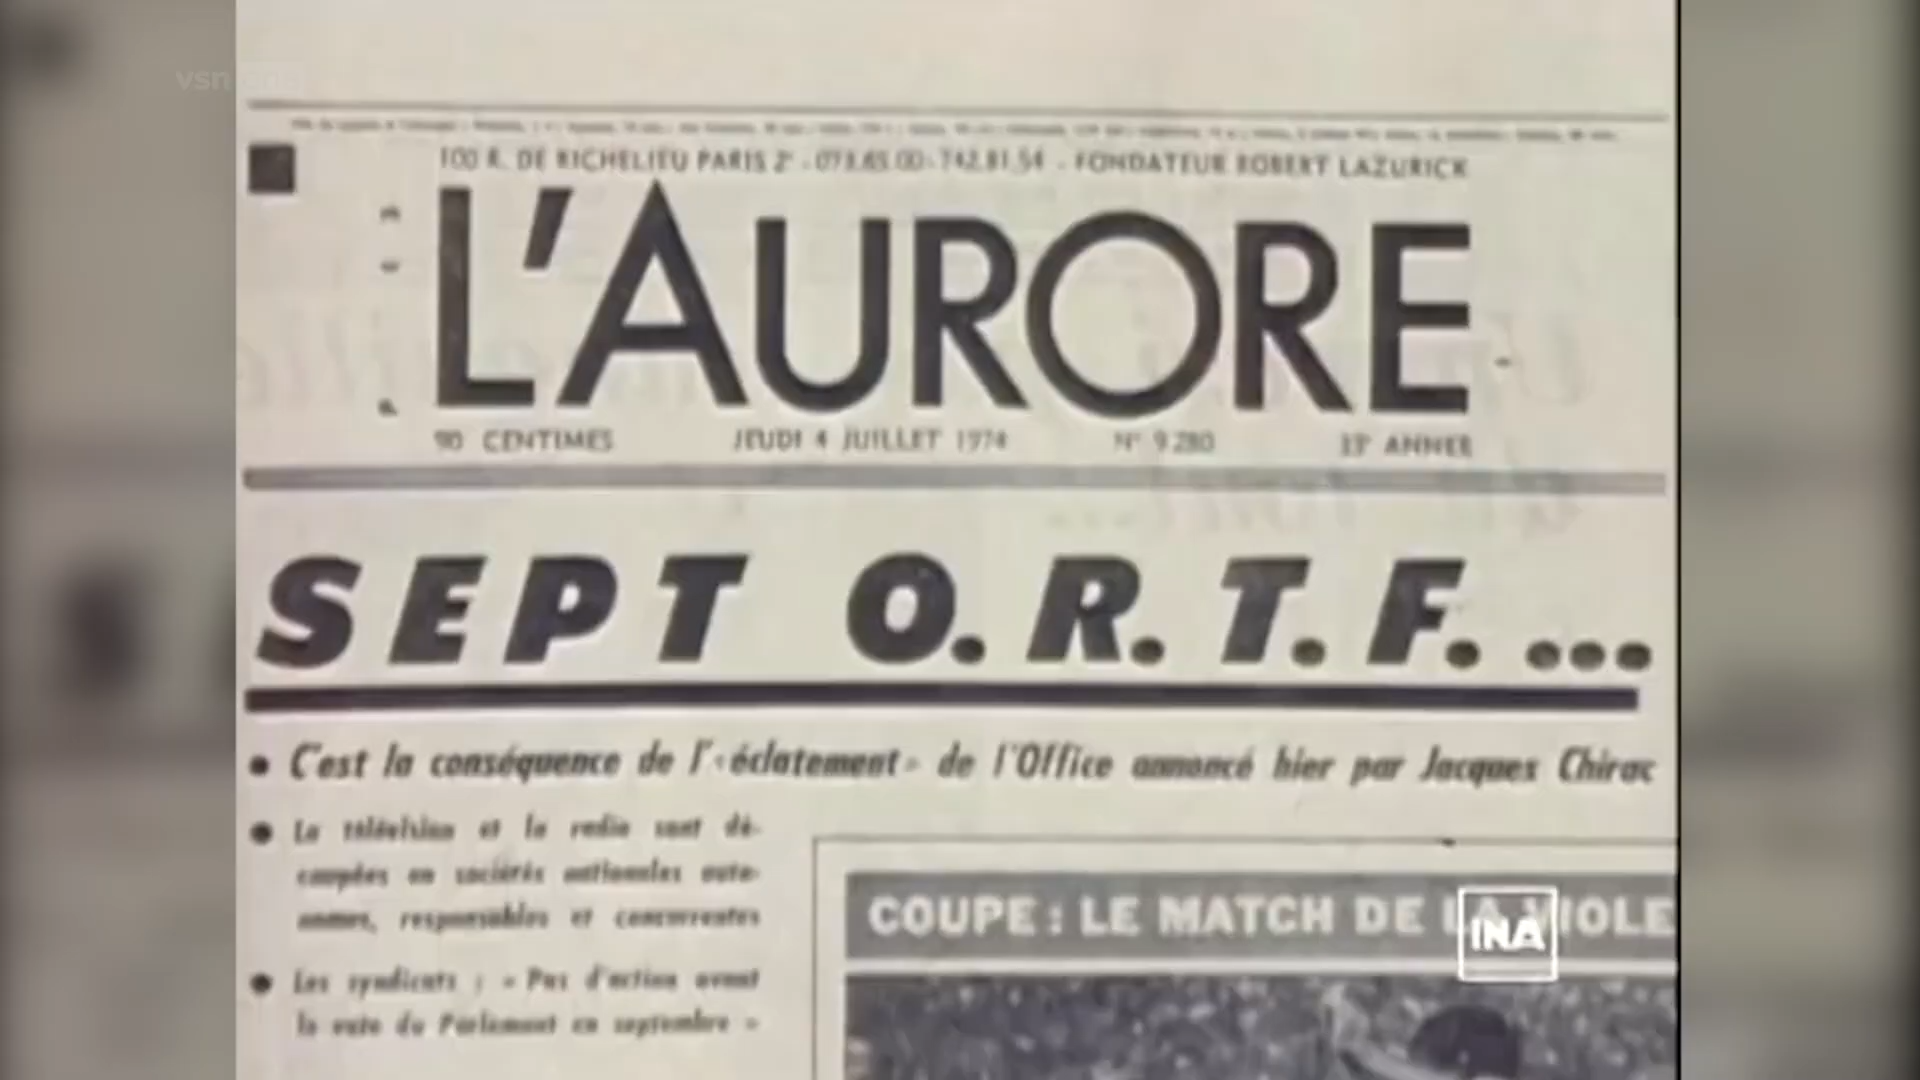 vsn
100 R. DE RICHELIEU PARIS 2e - 073.65.00 - 742.81.54 - FONDATEUR ROBERT LAZURICK
L'AURORE
90 CENTIMES JEUDI 4 JUILLET 1974 N° 9 280 33e ANNEE
SEPT O.R.T.F. ...
• C'est la conséquence de l'«éclatement» de l'Office annoncé hier par Jacques Chirac
• La télévision et la radio sont dé-
coupées en sociétés nationales auto-
nomes, responsables et concurrentes
• Les syndicats : « Pas d'action avant
le vote du Parlement en septembre »
COUPE : LE MATCH DE LA VIOLE
INA